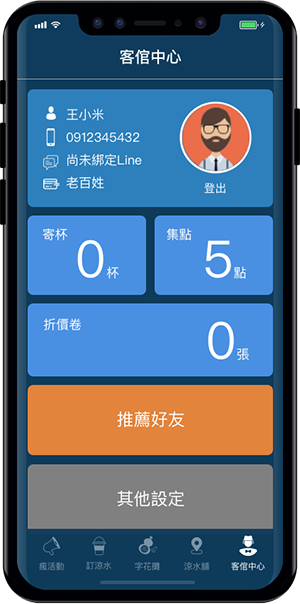 客倌中心
王小米
0912345432
尚未綁定Line
老百姓
登出
寄杯
0杯
集點
5點
折價卷
0張
推薦好友
其他設定
瘋活動
訂涼水
字花攤
涼水舖
客倌中心